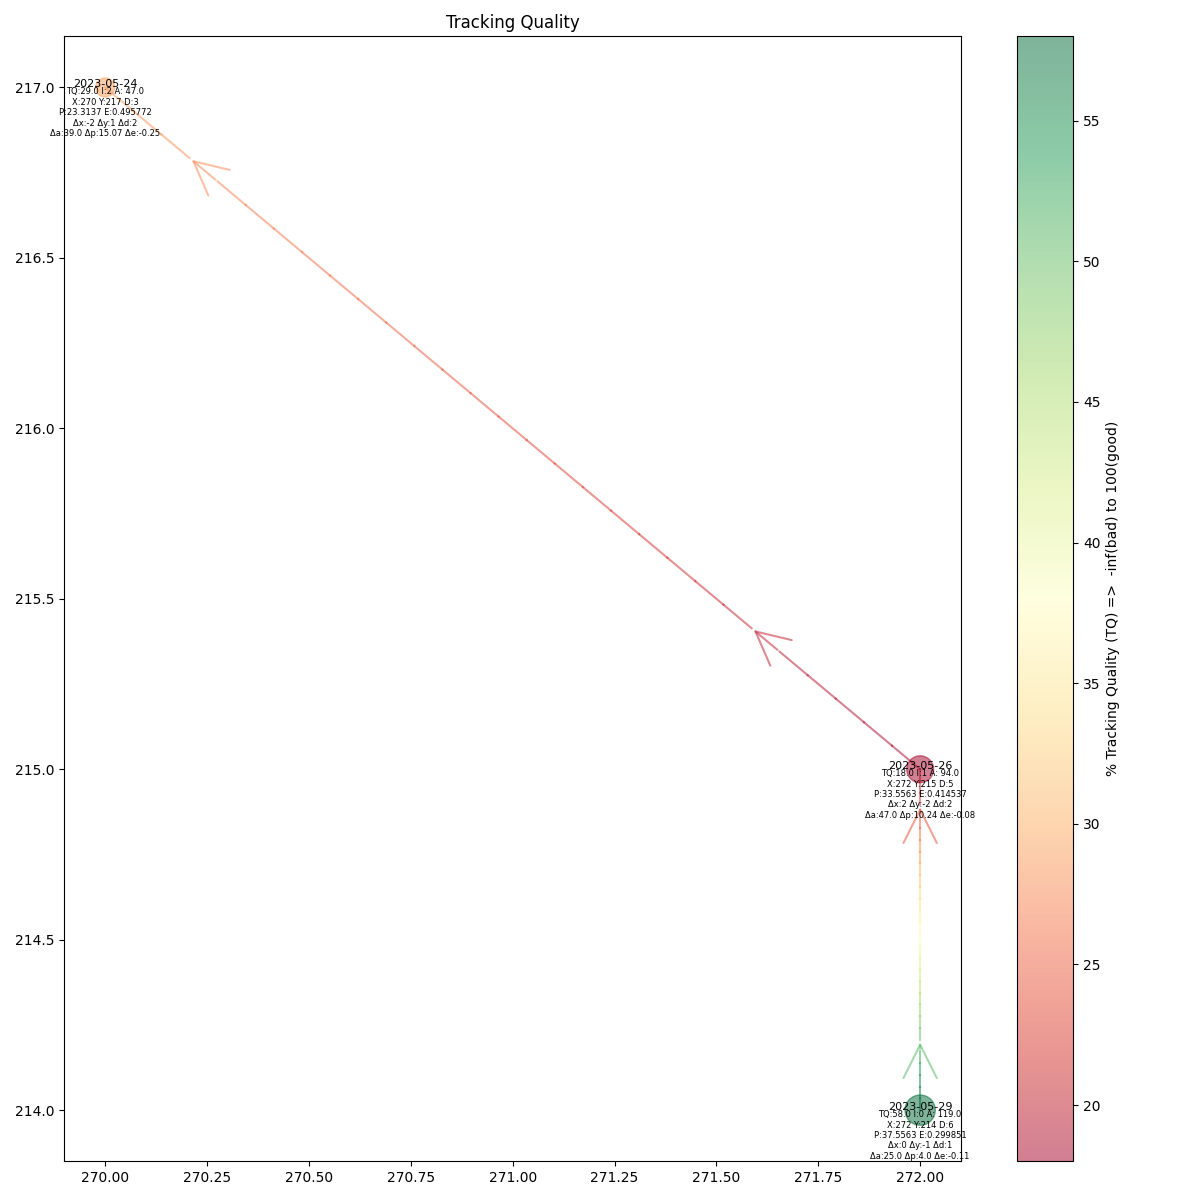 Tracking Quality
217.0
216.5
216.0
215.5
215.0
214.5
214.0
270.00
270.25
270.50
270.75
271.00
271.25
271.50
271.75
272.00
2023-05-24
TQ:29.0 I:2 A: 47.0
X:270 Y:217 D:3
P:23.3137 E:0.495772
Δx:-2 Δy:1 Δd:2
Δa:39.0 Δp:15.07 Δe:-0.25
2023-05-26
TQ:18.0 I:1 A: 94.0
X:272 Y:215 D:5
P:33.5563 E:0.414537
Δx:2 Δy:-2 Δd:2
Δa:47.0 Δp:10.24 Δe:-0.08
2023-05-29
TQ:58.0 I:0 A: 119.0
X:272 Y:214 D:6
P:37.5563 E:0.299851
Δx:0 Δy:-1 Δd:1
Δa:25.0 Δp:4.0 Δe:-0.11
55
50
45
40
35
30
25
20
% Tracking Quality (TQ) => -inf(bad) to 100(good)